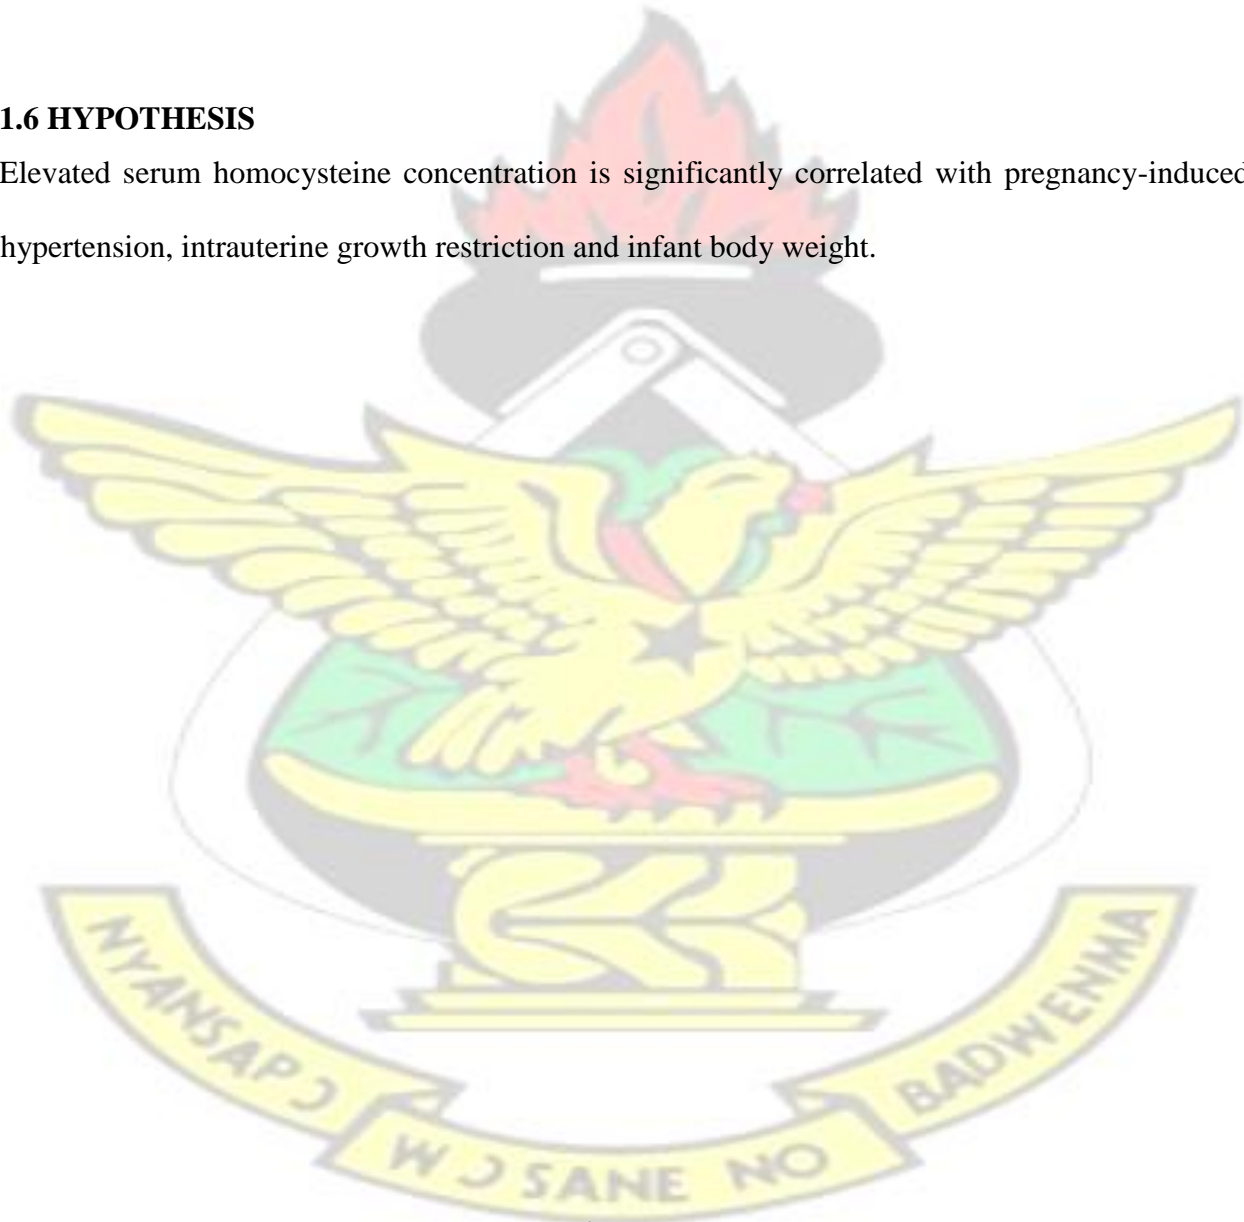 1.6 HYPOTHESIS
Elevated serum homocysteine concentration is significantly correlated with pregnancy-induced
hypertension, intrauterine growth restriction and infant body weight.
NYANSAPƆ
WƆ SANE NO
BADWENMA